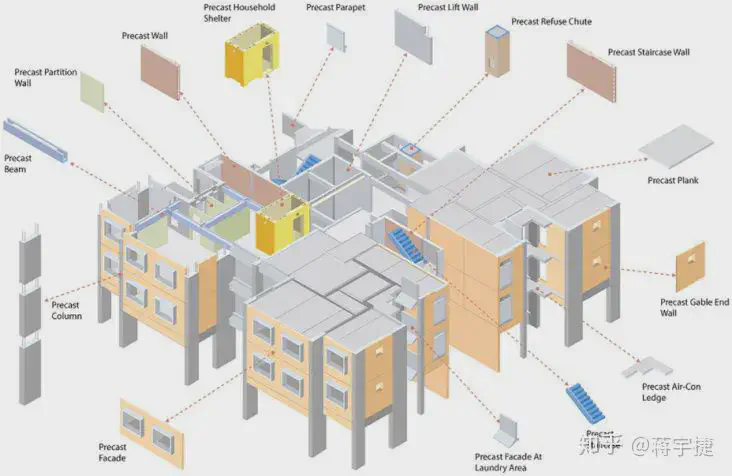 Precast Household
Shelter
Precast Parapet
Precast Lift Wall
Precast Refuse Chute
Precast Wall
Precast Staircase Wall
Precast Partition
Wall
Precast
Beam
Precast Plank
Precast Gable End
Wall
Precast
Column
Precast Air-Con
Ledge
Precast
Facade
Precast Facade At
Laundry Area
Precast
知乎 @蒋宇捷